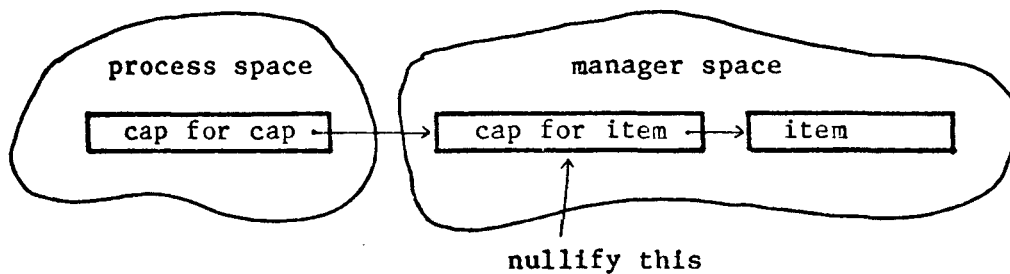 process space
manager space
cap for cap
cap for item
item
nullify this